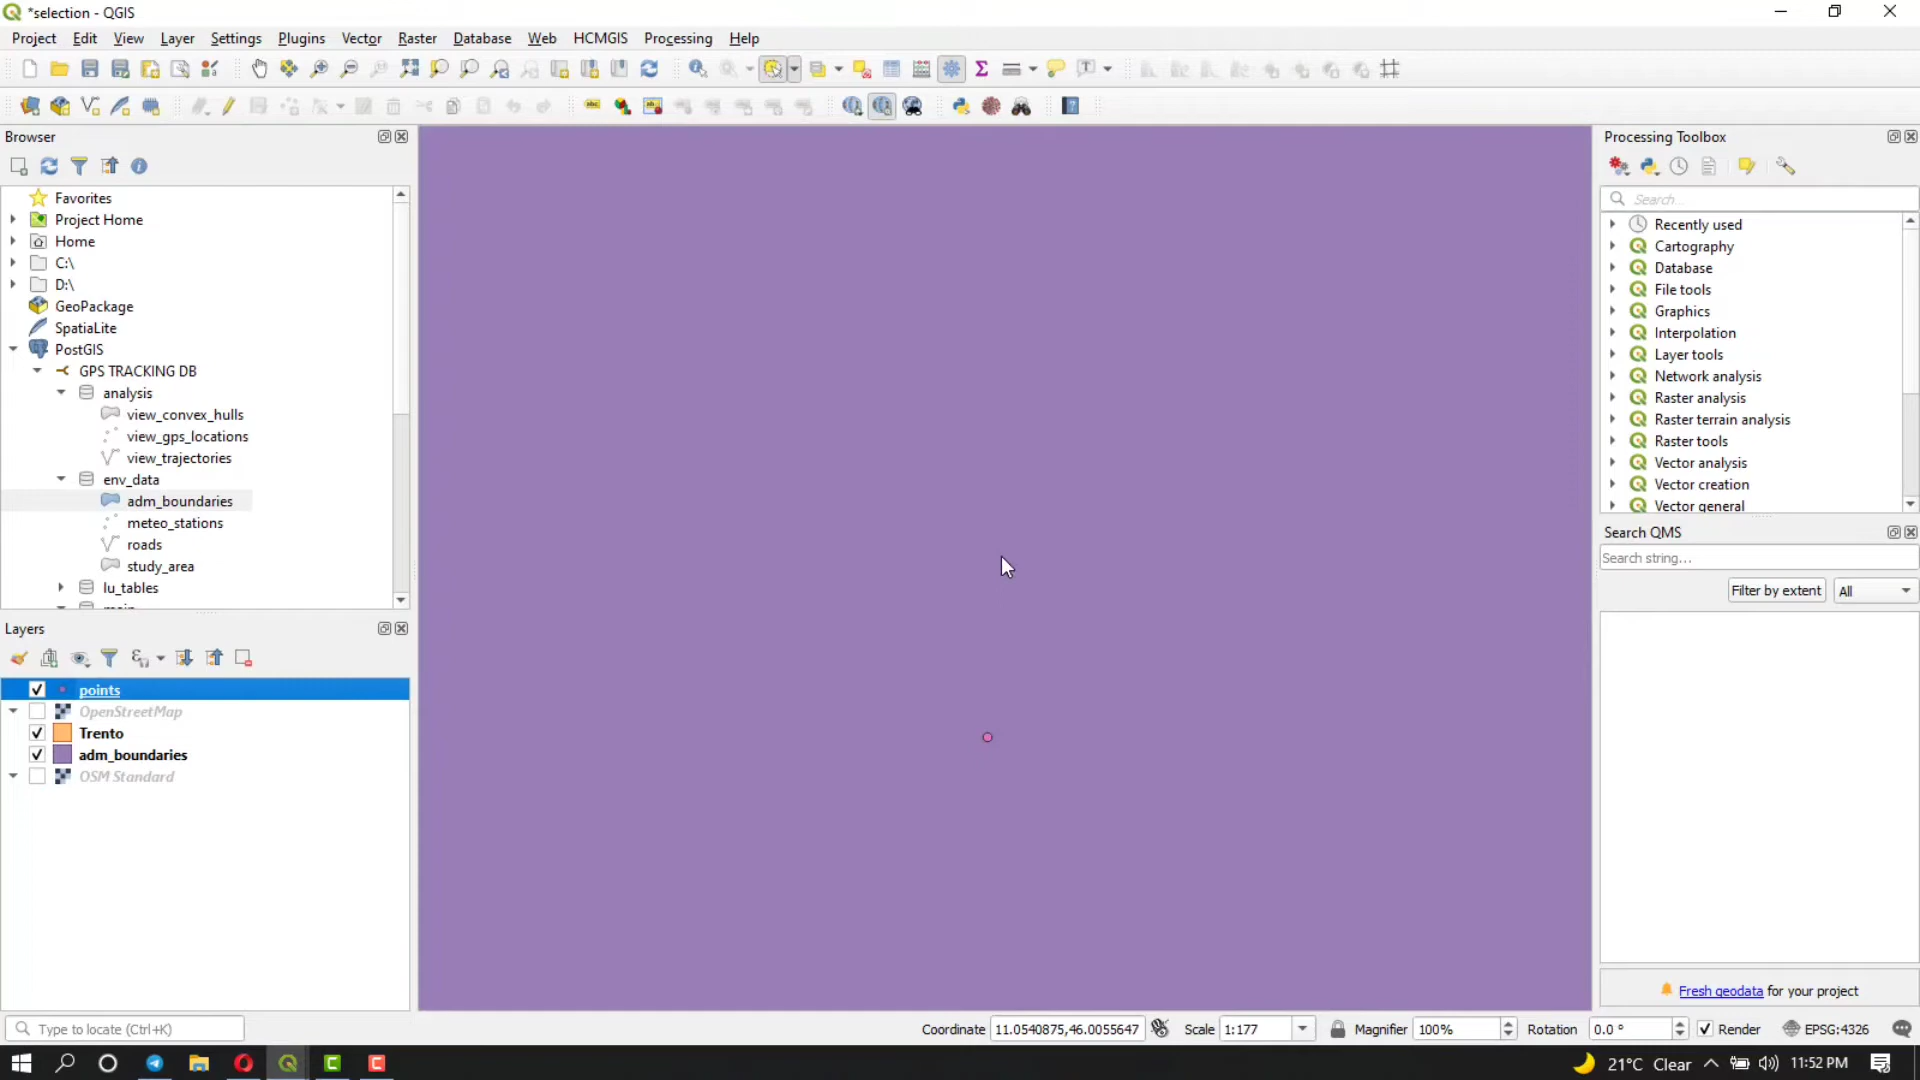 *selection - QGIS
Project Edit View Layer Settings Plugins Vector Raster Database Web HCMGIS Processing Help
Browser
Favorites
Project Home
Home
C:\
D:\
GeoPackage
SpatiaLite
PostGIS
GPS TRACKING DB
analysis
view_convex_hulls
view_gps_locations
view_trajectories
env_data
adm_boundaries
meteo_stations
roads
study_area
lu_tables
Layers
points
OpenStreetMap
Trento
adm_boundaries
OSM Standard
Processing Toolbox
Search...
Recently used
Cartography
Database
File tools
Graphics
Interpolation
Layer tools
Network analysis
Raster analysis
Raster terrain analysis
Raster tools
Vector analysis
Vector creation
Vector general
Search QMS
Search string...
Filter by extent All
Fresh geodata for your project
Type to locate (Ctrl+K)
Coordinate 11.0540875,46.0055647 Scale 1:177 Magnifier 100% Rotation 0.0 ° Render EPSG:4326
21°C Clear 11:52 PM